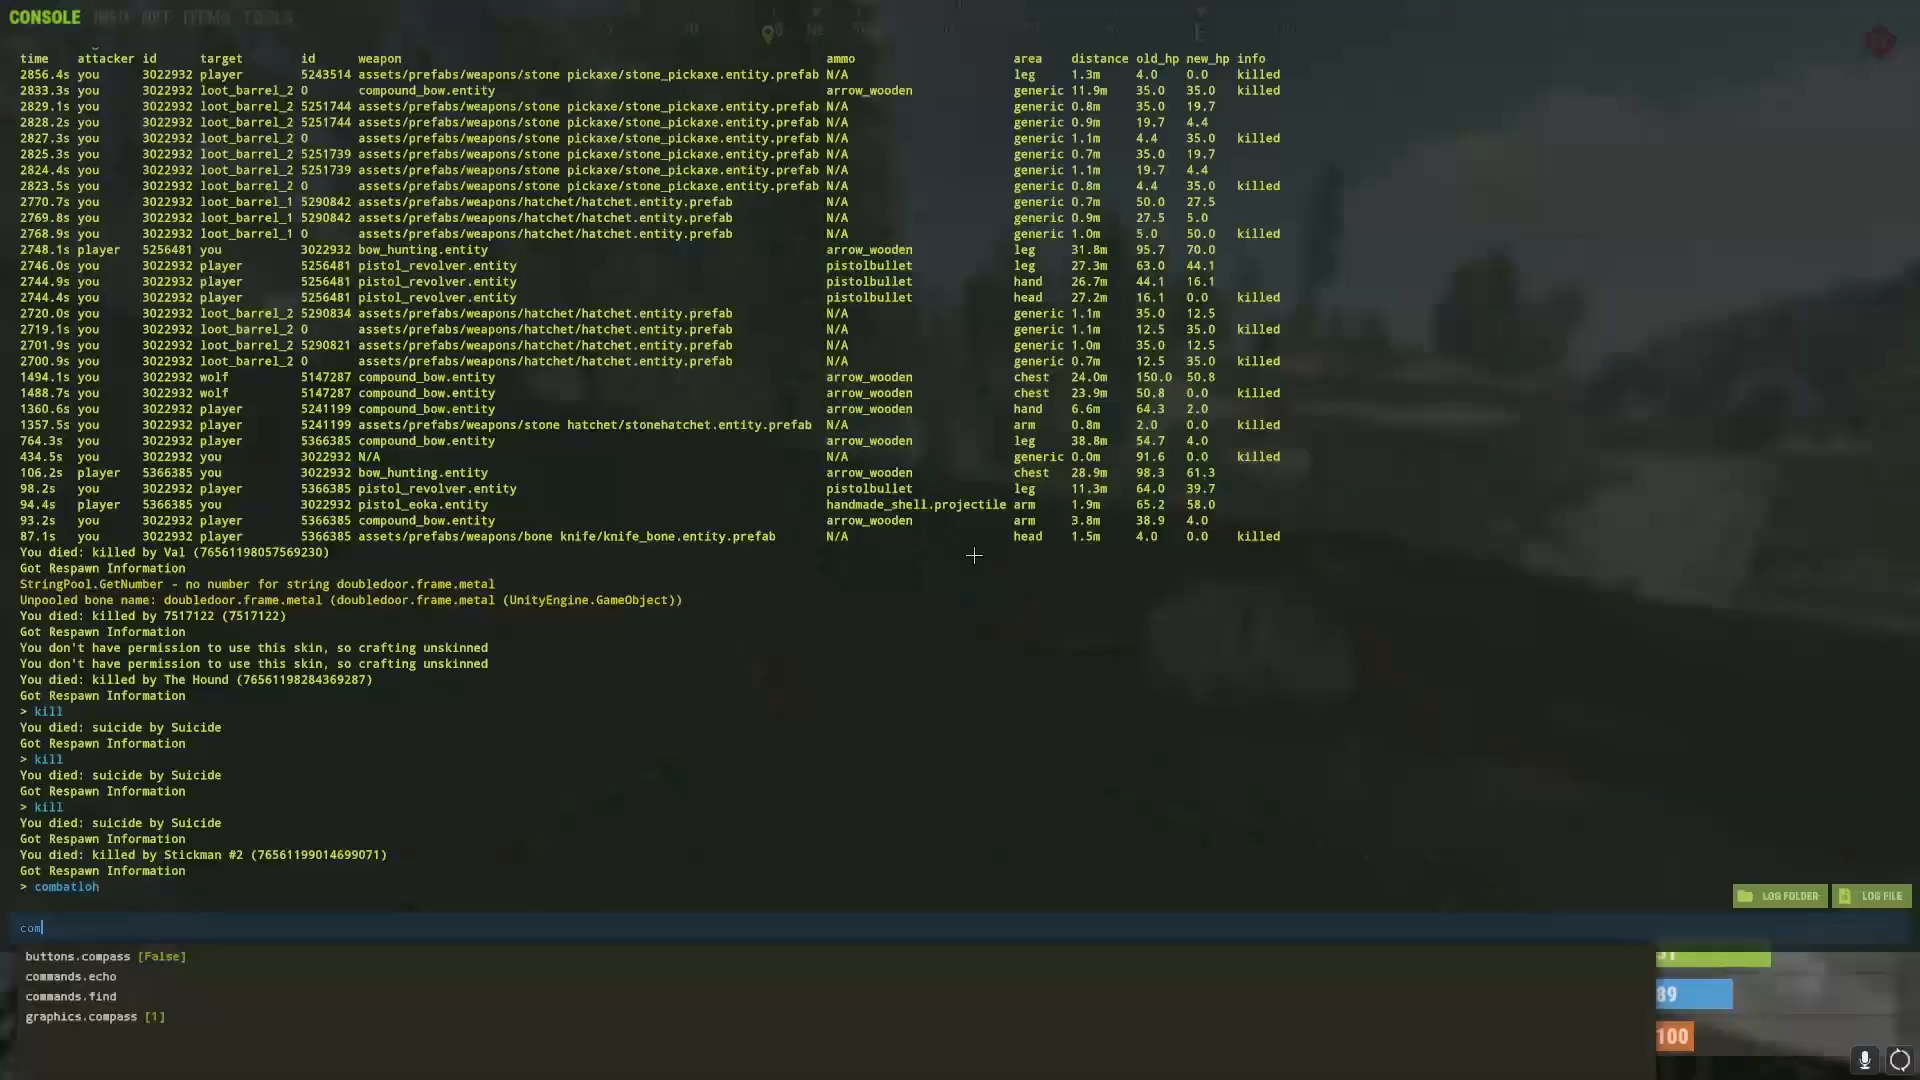 CONSOLE INFO NET ITEMS TOOLS
time attacker id target id weapon ammo area distance old_hp new_hp info
2856.4s you 3022932 player 5243514 assets/prefabs/weapons/stone pickaxe/stone_pickaxe.entity.prefab N/A leg 1.3m 4.0 0.0 killed
2833.3s you 3022932 loot_barrel_2 0 compound_bow.entity arrow_wooden generic 11.9m 35.0 35.0 killed
2829.1s you 3022932 loot_barrel_2 5251744 assets/prefabs/weapons/stone pickaxe/stone_pickaxe.entity.prefab N/A generic 0.8m 35.0 19.7
2828.2s you 3022932 loot_barrel_2 5251744 assets/prefabs/weapons/stone pickaxe/stone_pickaxe.entity.prefab N/A generic 0.9m 19.7 4.4
2827.3s you 3022932 loot_barrel_2 0 assets/prefabs/weapons/stone pickaxe/stone_pickaxe.entity.prefab N/A generic 1.1m 4.4 35.0 killed
2825.3s you 3022932 loot_barrel_2 5251739 assets/prefabs/weapons/stone pickaxe/stone_pickaxe.entity.prefab N/A generic 0.7m 35.0 19.7
2824.4s you 3022932 loot_barrel_2 5251739 assets/prefabs/weapons/stone pickaxe/stone_pickaxe.entity.prefab N/A generic 1.1m 19.7 4.4
2823.5s you 3022932 loot_barrel_2 0 assets/prefabs/weapons/stone pickaxe/stone_pickaxe.entity.prefab N/A generic 0.8m 4.4 35.0 killed
2770.7s you 3022932 loot_barrel_1 5290842 assets/prefabs/weapons/hatchet/hatchet.entity.prefab N/A generic 0.7m 50.0 27.5
2769.8s you 3022932 loot_barrel_1 5290842 assets/prefabs/weapons/hatchet/hatchet.entity.prefab N/A generic 0.9m 27.5 5.0
2768.9s you 3022932 loot_barrel_1 0 assets/prefabs/weapons/hatchet/hatchet.entity.prefab N/A generic 1.0m 5.0 50.0 killed
2748.1s player 5256481 you 3022932 bow_hunting.entity arrow_wooden leg 31.8m 95.7 70.0
2746.0s you 3022932 player 5256481 pistol_revolver.entity pistolbullet leg 27.3m 63.0 44.1
2744.9s you 3022932 player 5256481 pistol_revolver.entity pistolbullet hand 26.7m 44.1 16.1
2744.4s you 3022932 player 5256481 pistol_revolver.entity pistolbullet head 27.2m 16.1 0.0 killed
2720.0s you 3022932 loot_barrel_2 5290834 assets/prefabs/weapons/hatchet/hatchet.entity.prefab N/A generic 1.1m 35.0 12.5
2719.1s you 3022932 loot_barrel_2 0 assets/prefabs/weapons/hatchet/hatchet.entity.prefab N/A generic 1.1m 12.5 35.0 killed
2701.9s you 3022932 loot_barrel_2 5290821 assets/prefabs/weapons/hatchet/hatchet.entity.prefab N/A generic 1.0m 35.0 12.5
2700.9s you 3022932 loot_barrel_2 0 assets/prefabs/weapons/hatchet/hatchet.entity.prefab N/A generic 0.7m 12.5 35.0 killed
1494.1s you 3022932 wolf 5147287 compound_bow.entity arrow_wooden chest 24.0m 150.0 50.8
1488.7s you 3022932 wolf 5147287 compound_bow.entity arrow_wooden chest 23.9m 50.8 0.0 killed
1360.6s you 3022932 player 5241199 compound_bow.entity arrow_wooden hand 6.6m 64.3 2.0
1357.5s you 3022932 player 5241199 assets/prefabs/weapons/stone hatchet/stonehatchet.entity.prefab N/A arm 0.8m 2.0 0.0 killed
764.3s you 3022932 player 5366385 compound_bow.entity arrow_wooden leg 38.8m 54.7 4.0
434.5s you 3022932 you 3022932 N/A N/A generic 0.0m 91.6 0.0 killed
106.2s player 5366385 you 3022932 bow_hunting.entity arrow_wooden chest 28.9m 98.3 61.3
98.2s you 3022932 player 5366385 pistol_revolver.entity pistolbullet leg 11.3m 64.0 39.7
94.4s player 5366385 you 3022932 pistol_eoka.entity handmade_shell.projectile arm 1.9m 65.2 58.0
93.2s you 3022932 player 5366385 compound_bow.entity arrow_wooden arm 3.8m 38.9 4.0
87.1s you 3022932 player 5366385 assets/prefabs/weapons/bone knife/knife_bone.entity.prefab N/A head 1.5m 4.0 0.0 killed
You died: killed by Val (76561198057569230)
Got Respawn Information
StringPool.GetNumber - no number for string doubledoor.frame.metal
Unpooled bone name: doubledoor.frame.metal (doubledoor.frame.metal (UnityEngine.GameObject))
You died: killed by 7517122 (7517122)
Got Respawn Information
You don't have permission to use this skin, so crafting unskinned
You don't have permission to use this skin, so crafting unskinned
You died: killed by The Hound (76561198284369287)
Got Respawn Information
> kill
You died: suicide by Suicide
Got Respawn Information
> kill
You died: suicide by Suicide
Got Respawn Information
> kill
You died: suicide by Suicide
Got Respawn Information
You died: killed by Stickman #2 (76561199014699071)
Got Respawn Information
> combatloh
LOG FOLDER LOG FILE
com
buttons.compass [False]
commands.echo
commands.find
graphics.compass [1]
89
100